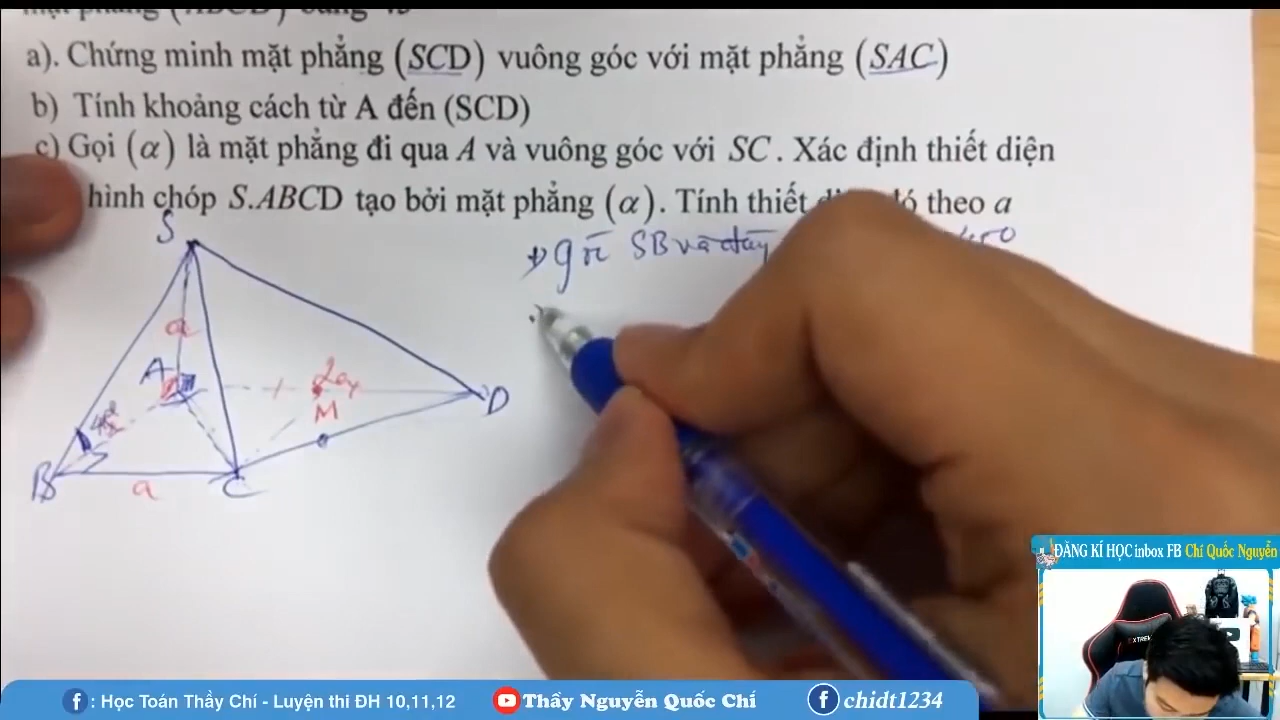 a). Chứng minh mặt phẳng (SCD) vuông góc với mặt phẳng (SAC)
b) Tính khoảng cách từ A đến (SCD)
c) Gọi (α) là mặt phẳng đi qua A và vuông góc với SC. Xác định thiết diện
hình chóp S.ABCD tạo bởi mặt phẳng (α). Tính thiết theo a
S
SB và đáy
a
A
2a
M
D
B
a
C
ĐĂNG KÍ HỌC inbox FB Chí Quốc Nguyễn
: Học Toán Thầy Chí - Luyện thi ĐH 10,11,12
Thầy Nguyễn Quốc Chí
chidt1234